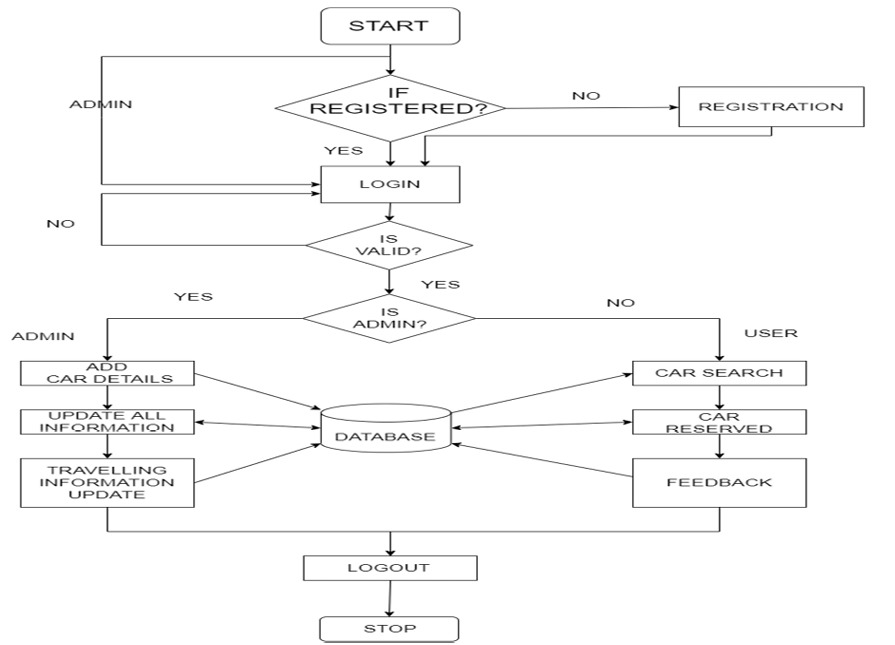 START
ADMIN
IF
REGISTERED?
NO
REGISTRATION
YES
LOGIN
NO
IS
VALID?
YES
YES
IS
ADMIN?
NO
ADMIN
USER
ADD
CAR DETAILS
CAR SEARCH
UPDATE ALL
INFORMATION
DATABASE
CAR
RESERVED
TRAVELLING
INFORMATION
UPDATE
FEEDBACK
LOGOUT
STOP